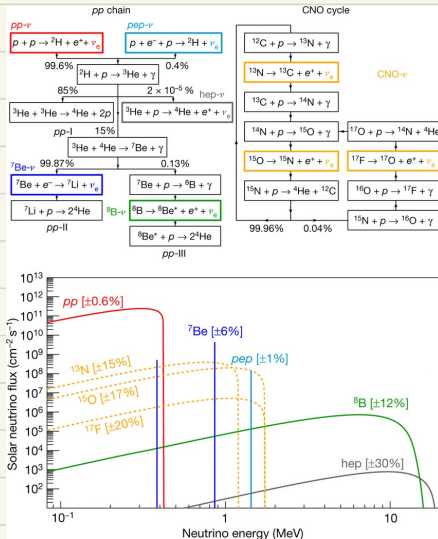 pp chain
CNO cycle
pp-ν
pep-ν
p + p → ²H + e⁺ + νₑ
p + e⁻ + p → ²H + νₑ
99.6%
0.4%
²H + p → ³He + γ
85%
2 × 10⁻⁵ %
hep-ν
³He + ³He → ⁴He + 2p
³He + p → ⁴He + e⁺ + νₑ
pp-I
15%
³He + ⁴He → ⁷Be + γ
⁷Be-ν
99.87%
0.13%
⁷Be + e⁻ → ⁷Li + νₑ
⁷Be + p → ⁸B + γ
⁷Li + p → 2⁴He
⁸B-ν
⁸B → ⁸Be* + e⁺ + νₑ
pp-II
⁸Be* → 2⁴He
pp-III
¹²C + p → ¹³N + γ
¹³N → ¹³C + e⁺ + νₑ
CNO-ν
¹³C + p → ¹⁴N + γ
¹⁴N + p → ¹⁵O + γ
¹⁷O + p → ¹⁴N + ⁴He
¹⁵O → ¹⁵N + e⁺ + νₑ
¹⁷F → ¹⁷O + e⁺ + νₑ
¹⁵N + p → ⁴He + ¹²C
¹⁶O + p → ¹⁷F + γ
¹⁵N + p → ¹⁶O + γ
99.96%
0.04%
Solar neutrino flux (cm⁻² s⁻¹)
10¹³
10¹²
10¹¹
10¹⁰
10⁹
10⁸
10⁷
10⁶
10⁵
10⁴
10³
10²
pp [±0.6%]
⁷Be [±6%]
pep [±1%]
¹³N [±15%]
¹⁵O [±17%]
¹⁷F [±20%]
⁸B [±12%]
hep [±30%]
10⁻¹
1
10
Neutrino energy (MeV)